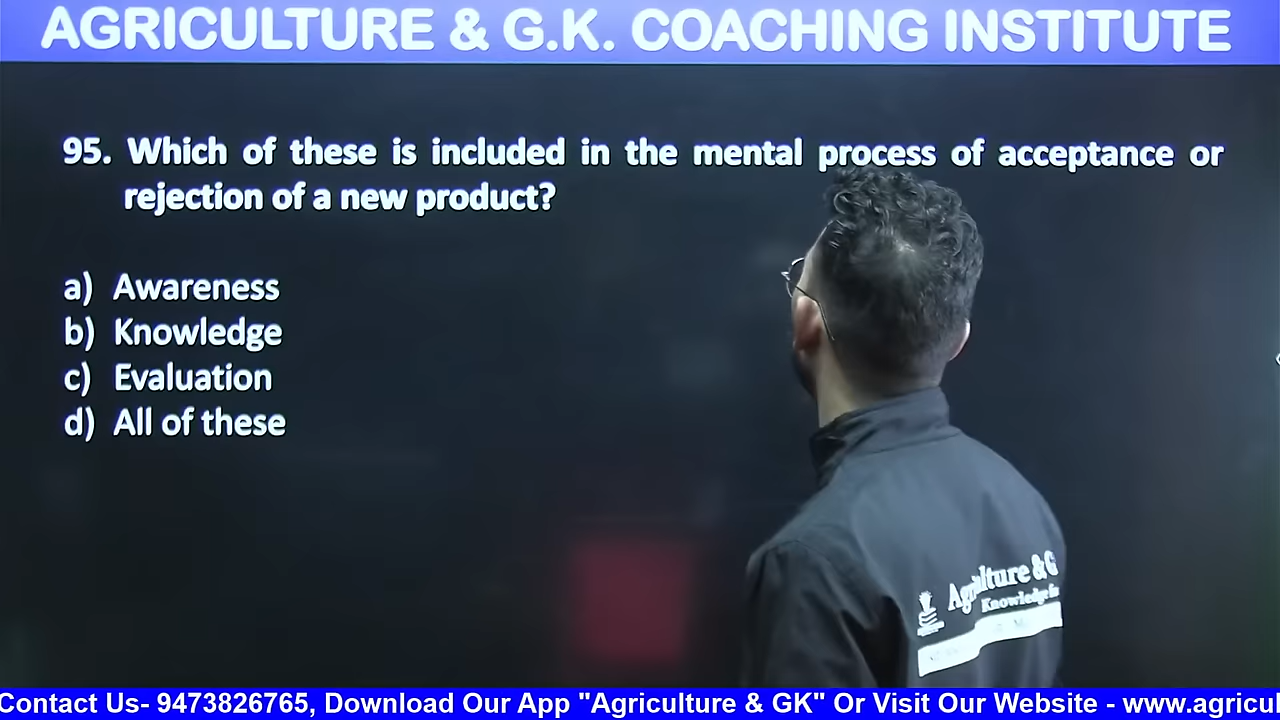 AGRICULTURE & G.K. COACHING INSTITUTE
95. Which of these is included in the mental process of acceptance or
rejection of a new product?
a) Awareness
b) Knowledge
c) Evaluation
d) All of these
Agriculture & G
Knowledge
Contact Us- 9473826765, Download Our App "Agriculture & GK" Or Visit Our Website - www.agricul